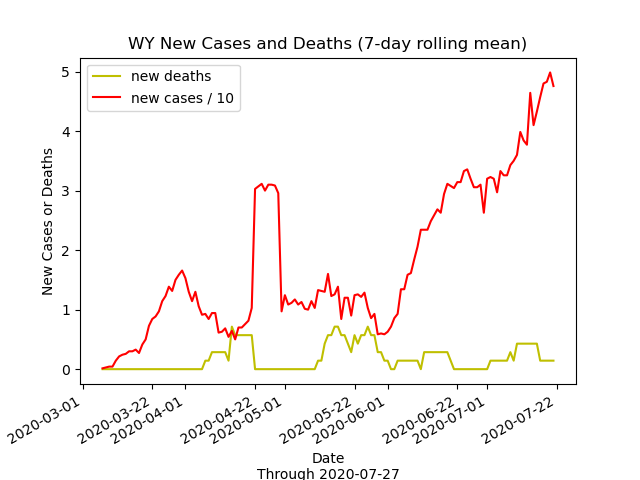 WY New Cases and Deaths (7-day rolling mean)
new deaths
new cases / 10
5
4
3
2
1
0
New Cases or Deaths
2020-03-01
2020-03-22
2020-04-01
2020-04-22
2020-05-01
2020-05-22
2020-06-01
2020-06-22
2020-07-01
2020-07-22
Date
Through 2020-07-27